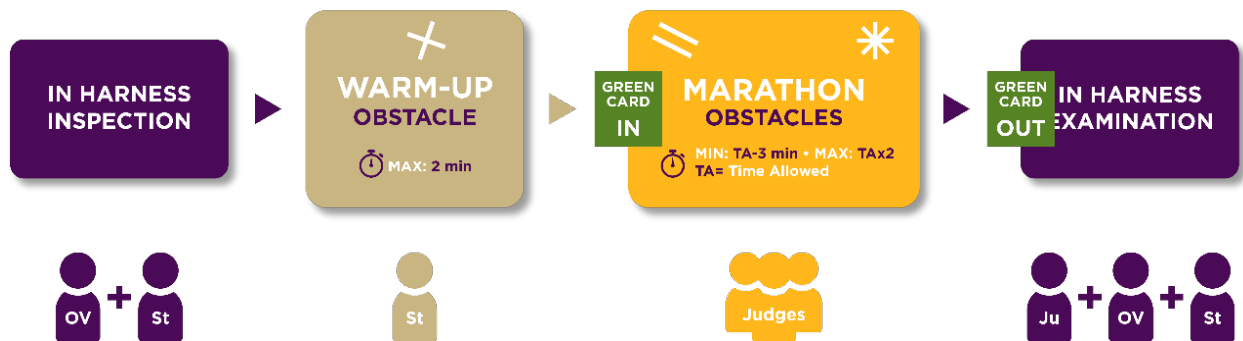 IN HARNESS
INSPECTION
WARM-UP
OBSTACLE
MAX: 2 min
GREEN
CARD
IN
MARATHON
OBSTACLES
MIN: TA-3 min • MAX: TAx2
TA= Time Allowed
GREEN
CARD
OUT
IN HARNESS
EXAMINATION
OV + St
St
Judges
Ju + OV + St